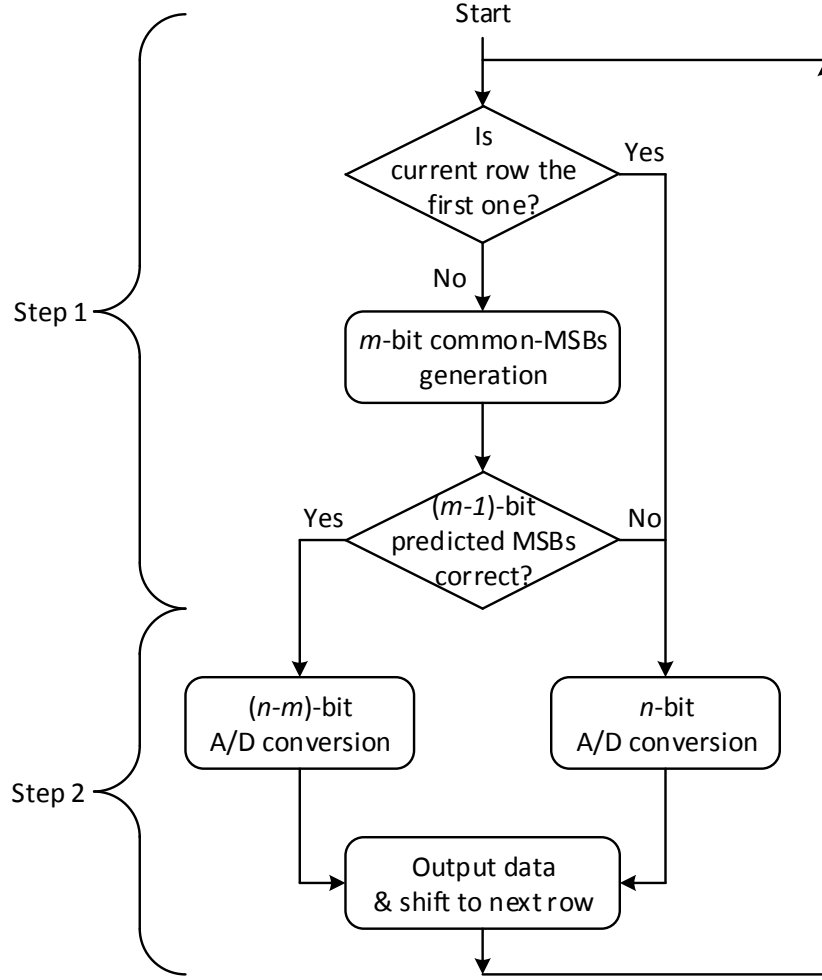 Start
Is
current row the
first one?
Yes
No
Step 1
m-bit common-MSBs
generation
(m-1)-bit
predicted MSBs
correct?
Yes
No
(n-m)-bit
A/D conversion
n-bit
A/D conversion
Step 2
Output data
& shift to next row